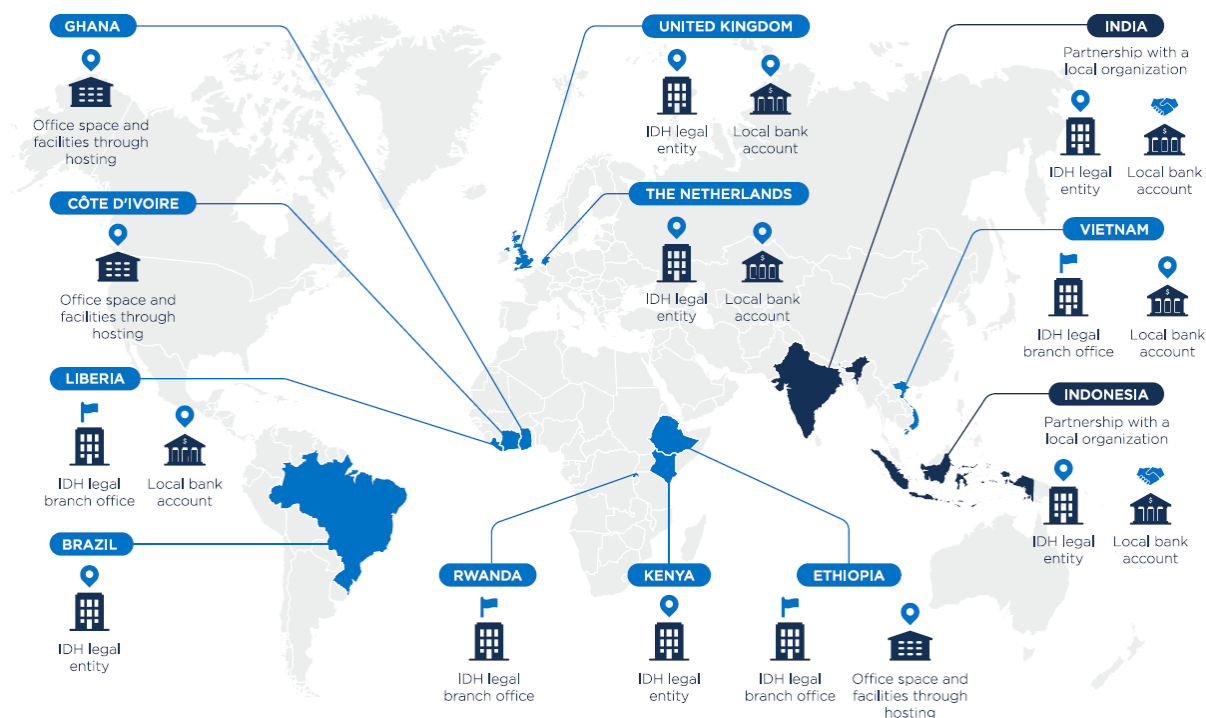 GHANA
Office space and
facilities through
hosting
CÔTE D'IVOIRE
Office space and
facilities through
hosting
LIBERIA
IDH legal
branch office
Local bank
account
BRAZIL
IDH legal
entity
UNITED KINGDOM
IDH legal
entity
Local bank
account
THE NETHERLANDS
IDH legal
entity
Local bank
account
RWANDA
IDH legal
branch office
KENYA
IDH legal
entity
ETHIOPIA
IDH legal
branch office
Office space and
facilities through
hosting
INDIA
Partnership with a
local organization
IDH legal
entity
Local bank
account
VIETNAM
IDH legal
branch office
Local bank
account
INDONESIA
Partnership with a
local organization
IDH legal
entity
Local bank
account